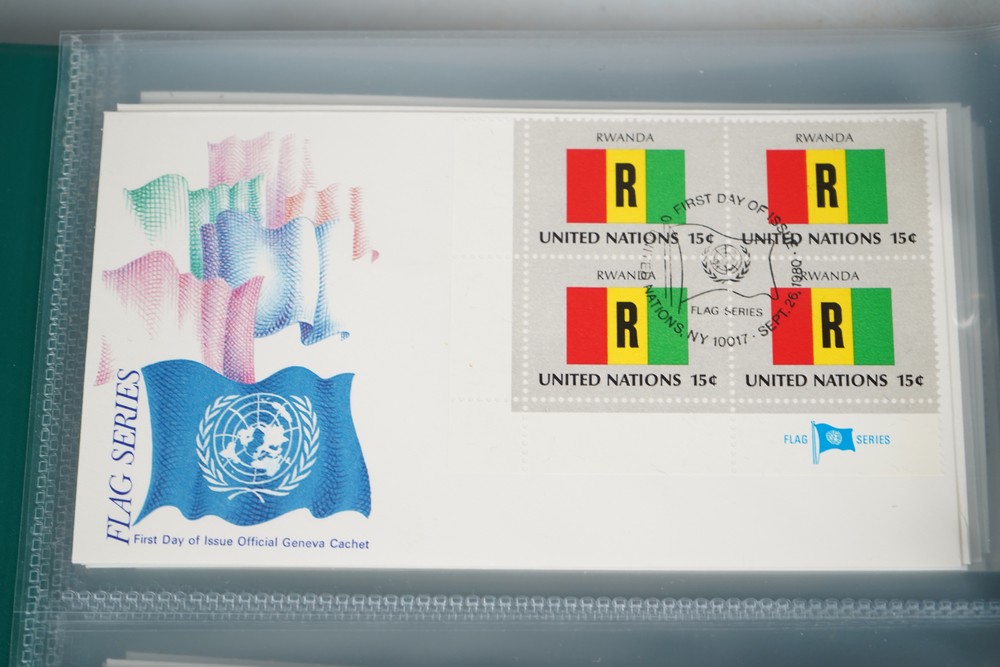 FLAG SERIES
First Day of Issue Official Geneva Cachet
RWANDA
R
UNITED NATIONS 15¢
RWANDA
R
UNITED NATIONS 15¢
RWANDA
R
UNITED NATIONS 15¢
RWANDA
R
UNITED NATIONS 15¢
FIRST DAY OF ISSUE
UNITED NATIONS, NY 10017 · SEPT. 26, 1980
FLAG SERIES
FLAG SERIES